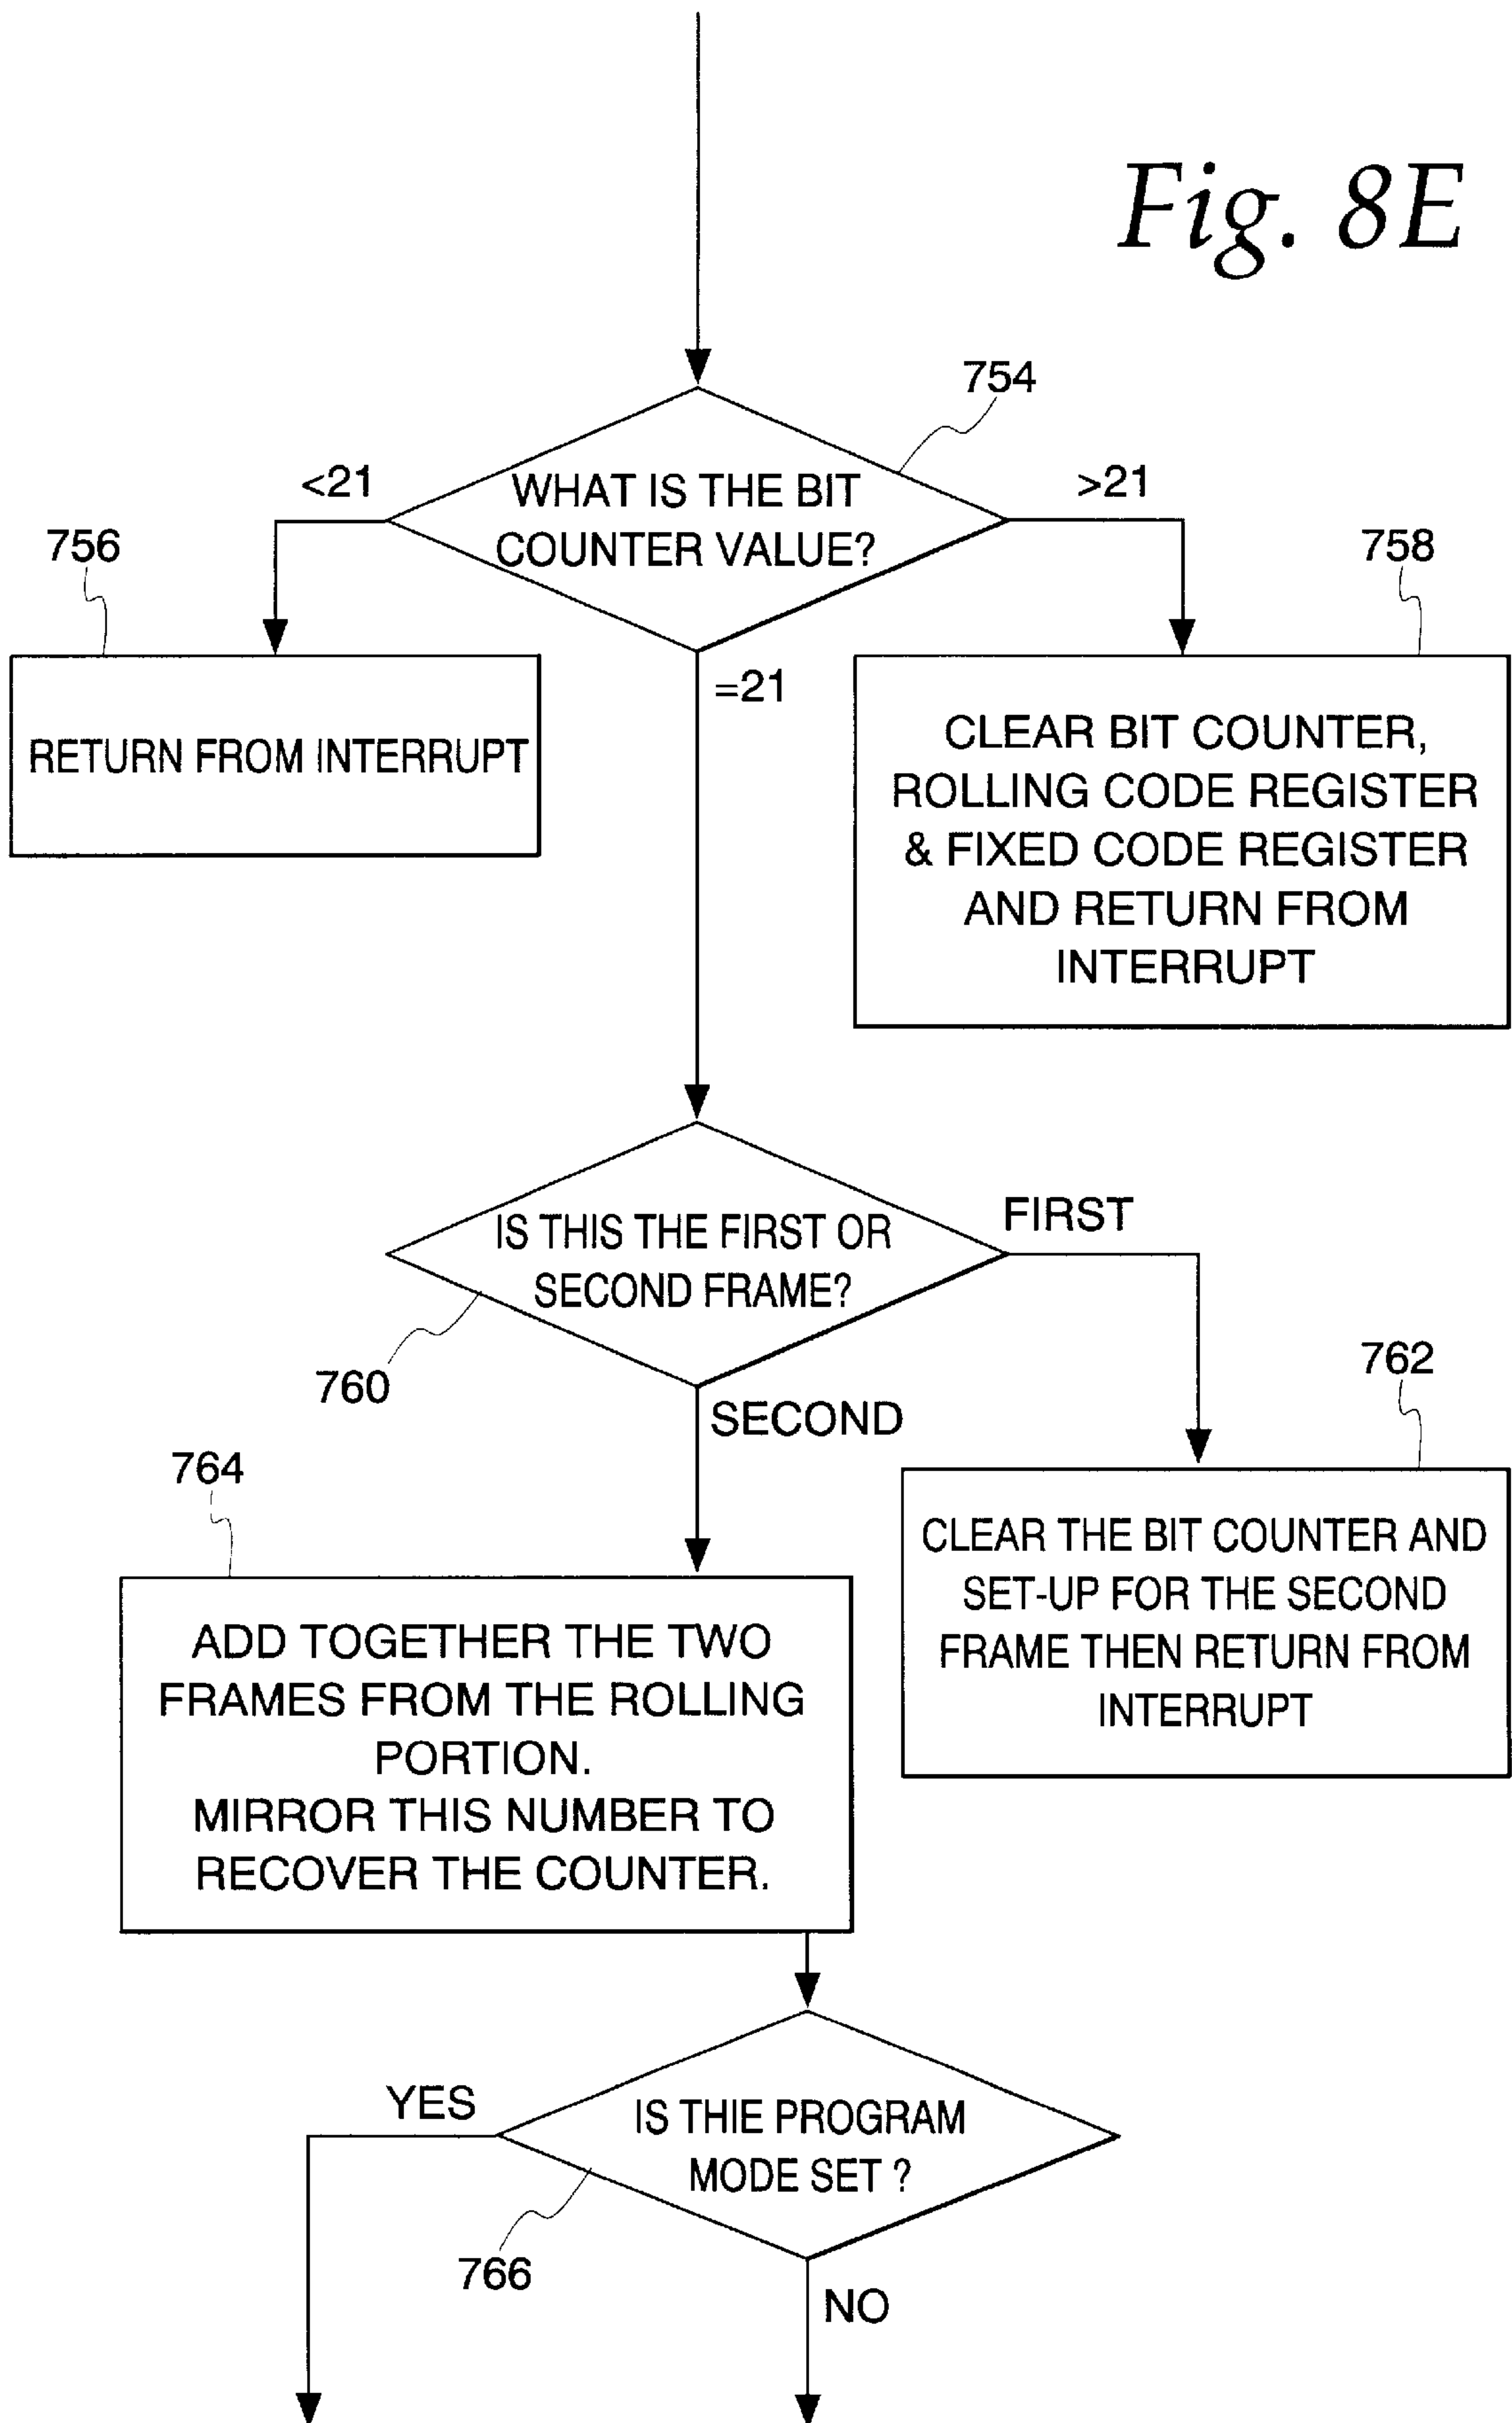 Fig. 8E
754
<21
WHAT IS THE BIT
COUNTER VALUE?
>21
756
758
RETURN FROM INTERRUPT
=21
CLEAR BIT COUNTER,
ROLLING CODE REGISTER
& FIXED CODE REGISTER
AND RETURN FROM
INTERRUPT
IS THIS THE FIRST OR
SECOND FRAME?
FIRST
760
SECOND
762
764
CLEAR THE BIT COUNTER AND
SET-UP FOR THE SECOND
FRAME THEN RETURN FROM
INTERRUPT
ADD TOGETHER THE TWO
FRAMES FROM THE ROLLING
PORTION.
MIRROR THIS NUMBER TO
RECOVER THE COUNTER.
YES
IS THIE PROGRAM
MODE SET ?
766
NO